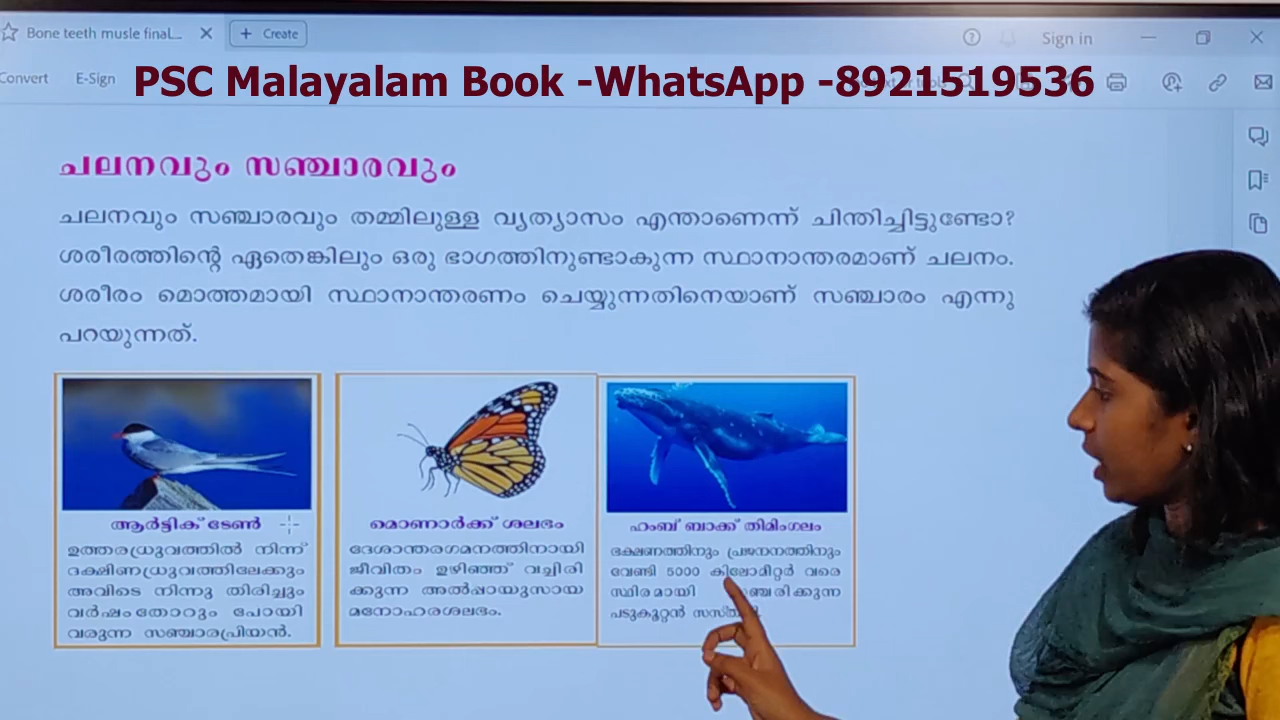 Bone teeth musle final...
Create
Sign in
Convert E-Sign
PSC Malayalam Book -WhatsApp -8921519536
ചലനവും സഞ്ചാരവും
ചലനവും സഞ്ചാരവും തമ്മിലുള്ള വ്യത്യാസം എന്താണെന്ന് ചിന്തിച്ചിട്ടുണ്ടോ?
ശരീരത്തിന്റെ ഏതെങ്കിലും ഒരു ഭാഗത്തിനുണ്ടാകുന്ന സ്ഥാനാന്തരമാണ് ചലനം.
ശരീരം മൊത്തമായി സ്ഥാനാന്തരണം ചെയ്യുന്നതിനെയാണ് സഞ്ചാരം എന്നു
പറയുന്നത്.
ആർട്ടിക് ടേൺ
ഉത്തരധ്രുവത്തിൽ നിന്ന്
ദക്ഷിണധ്രുവത്തിലേക്കും
അവിടെ നിന്നു തിരിച്ചും
വർഷംതോറും പോയി
വരുന്ന സഞ്ചാരപ്രിയൻ.
മൊണാർക്ക് ശലഭം
ദേശാന്തരഗമനത്തിനായി
ജീവിതം ഉഴിഞ്ഞ് വച്ചിരി
ക്കുന്ന അൽപ്പായുസായ
മനോഹരശലഭം.
ഹംബ് ബാക്ക് തിമിംഗലം
ഭക്ഷണത്തിനും പ്രജനനത്തിനും
വേണ്ടി 5000 കിലോമീറ്റർ വരെ
സ്ഥിരമായി
പടുകൂറ്റൻ